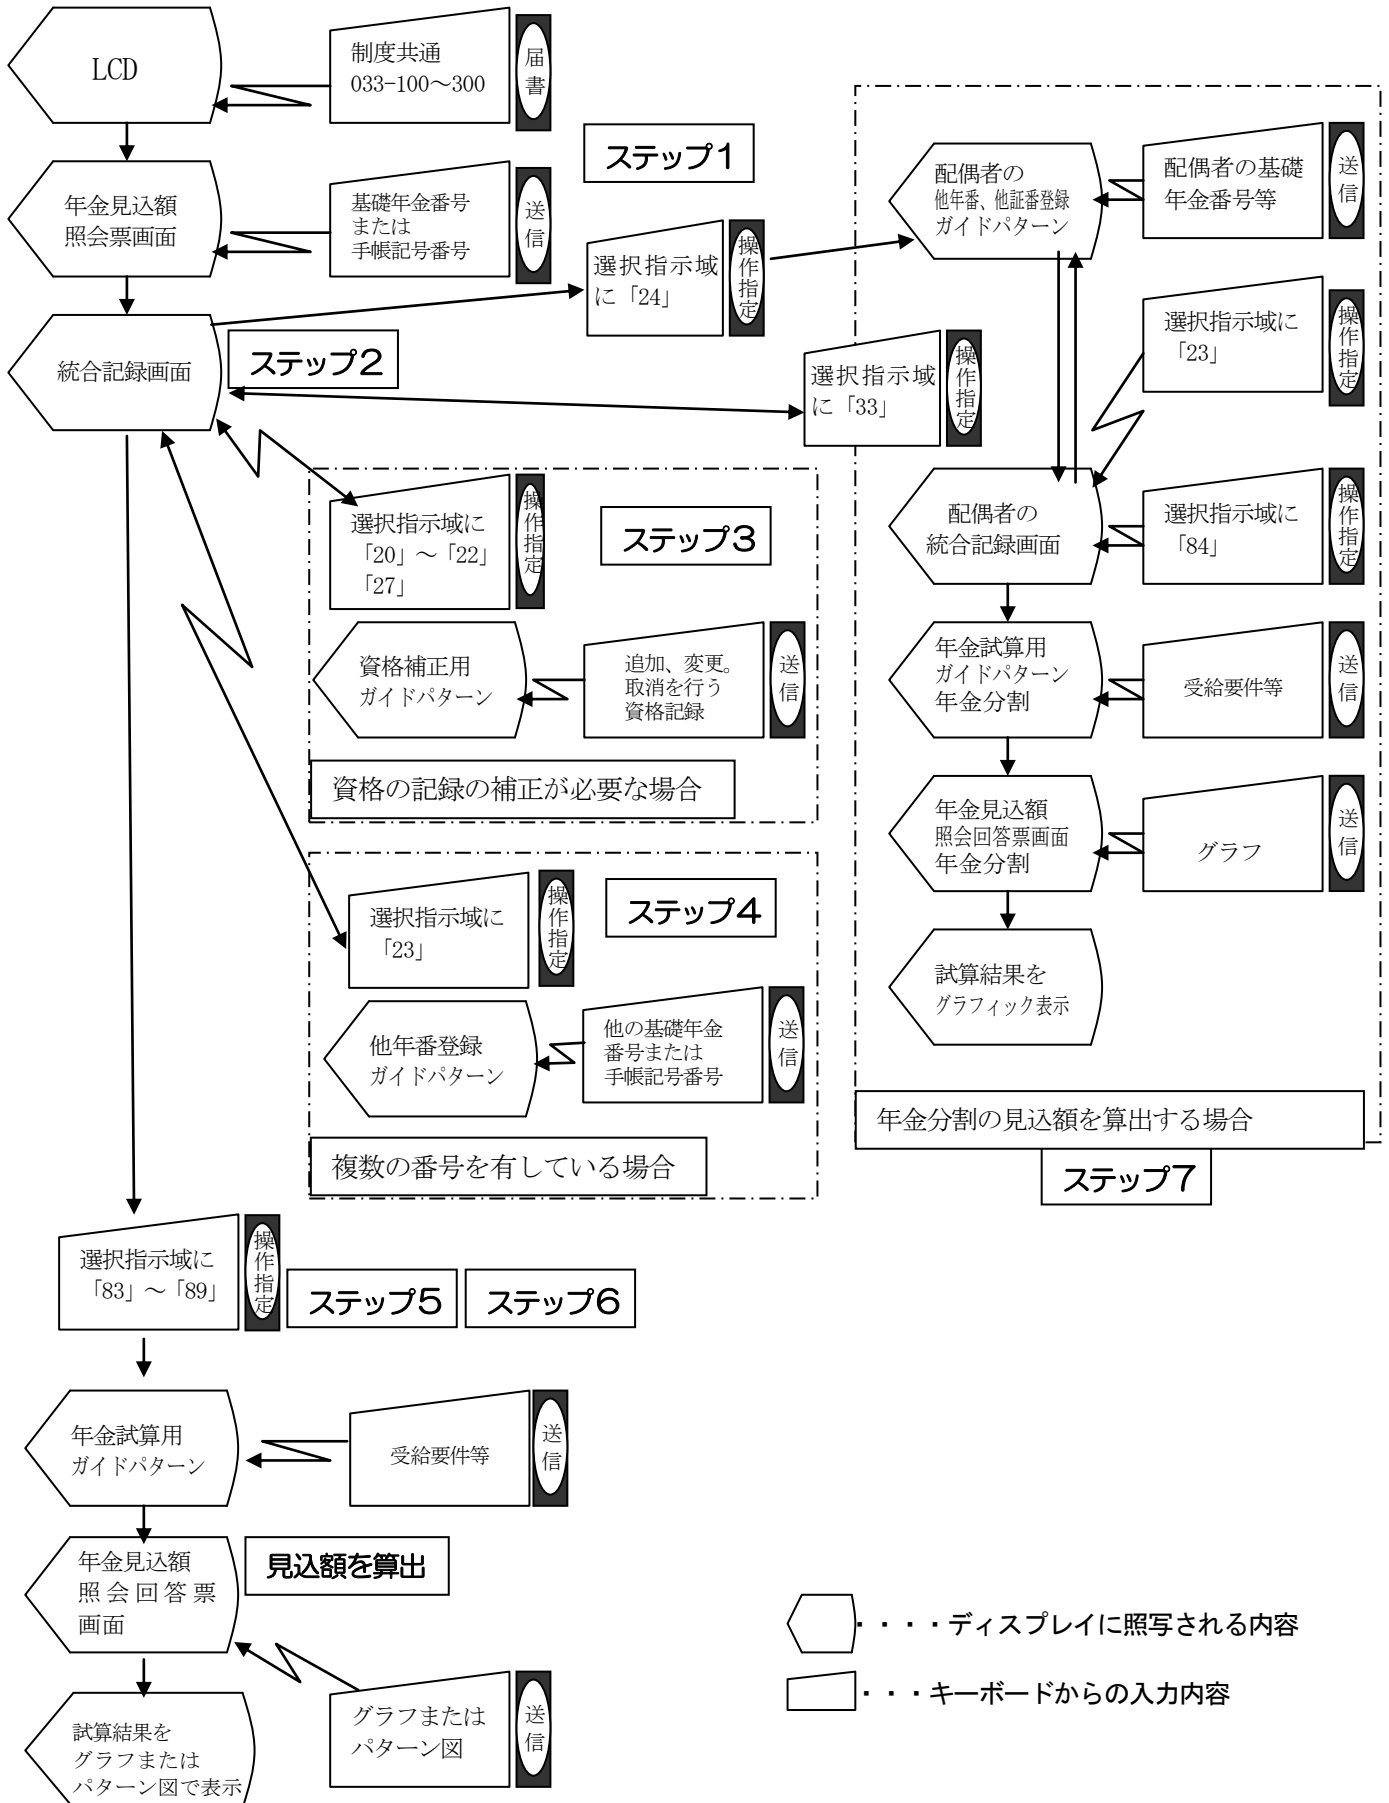 LCD
制度共通
033-100～300
届書
ステップ1
年金見込額
照会票画面
基礎年金番号
または
手帳記号番号
送信
選択指示域
に「24」
操作指定
配偶者の
他年番、他証番登録
ガイドパターン
配偶者の基礎
年金番号等
送信
統合記録画面
ステップ2
選択指示域
に「33」
操作指定
選択指示域に
「23」
操作指定
選択指示域に
「20」～「22」
「27」
操作指定
ステップ3
配偶者の
統合記録画面
選択指示域に
「84」
操作指定
資格補正用
ガイドパターン
追加、変更。
取消を行う
資格記録
送信
資格の記録の補正が必要な場合
年金試算用
ガイドパターン
年金分割
受給要件等
送信
年金見込額
照会回答票画面
年金分割
グラフ
送信
選択指示域に
「23」
操作指定
ステップ4
試算結果を
グラフィック表示
他年番登録
ガイドパターン
他の基礎年金
番号または
手帳記号番号
送信
複数の番号を有している場合
年金分割の見込額を算出する場合
ステップ7
選択指示域に
「83」～「89」
操作指定
ステップ5
ステップ6
年金試算用
ガイドパターン
受給要件等
送信
年金見込額
照会回答票
画面
見込額を算出
グラフまたは
パターン図
送信
試算結果を
グラフまたは
パターン図で表示
・・・・ディスプレイに照写される内容
・・・キーボードからの入力内容